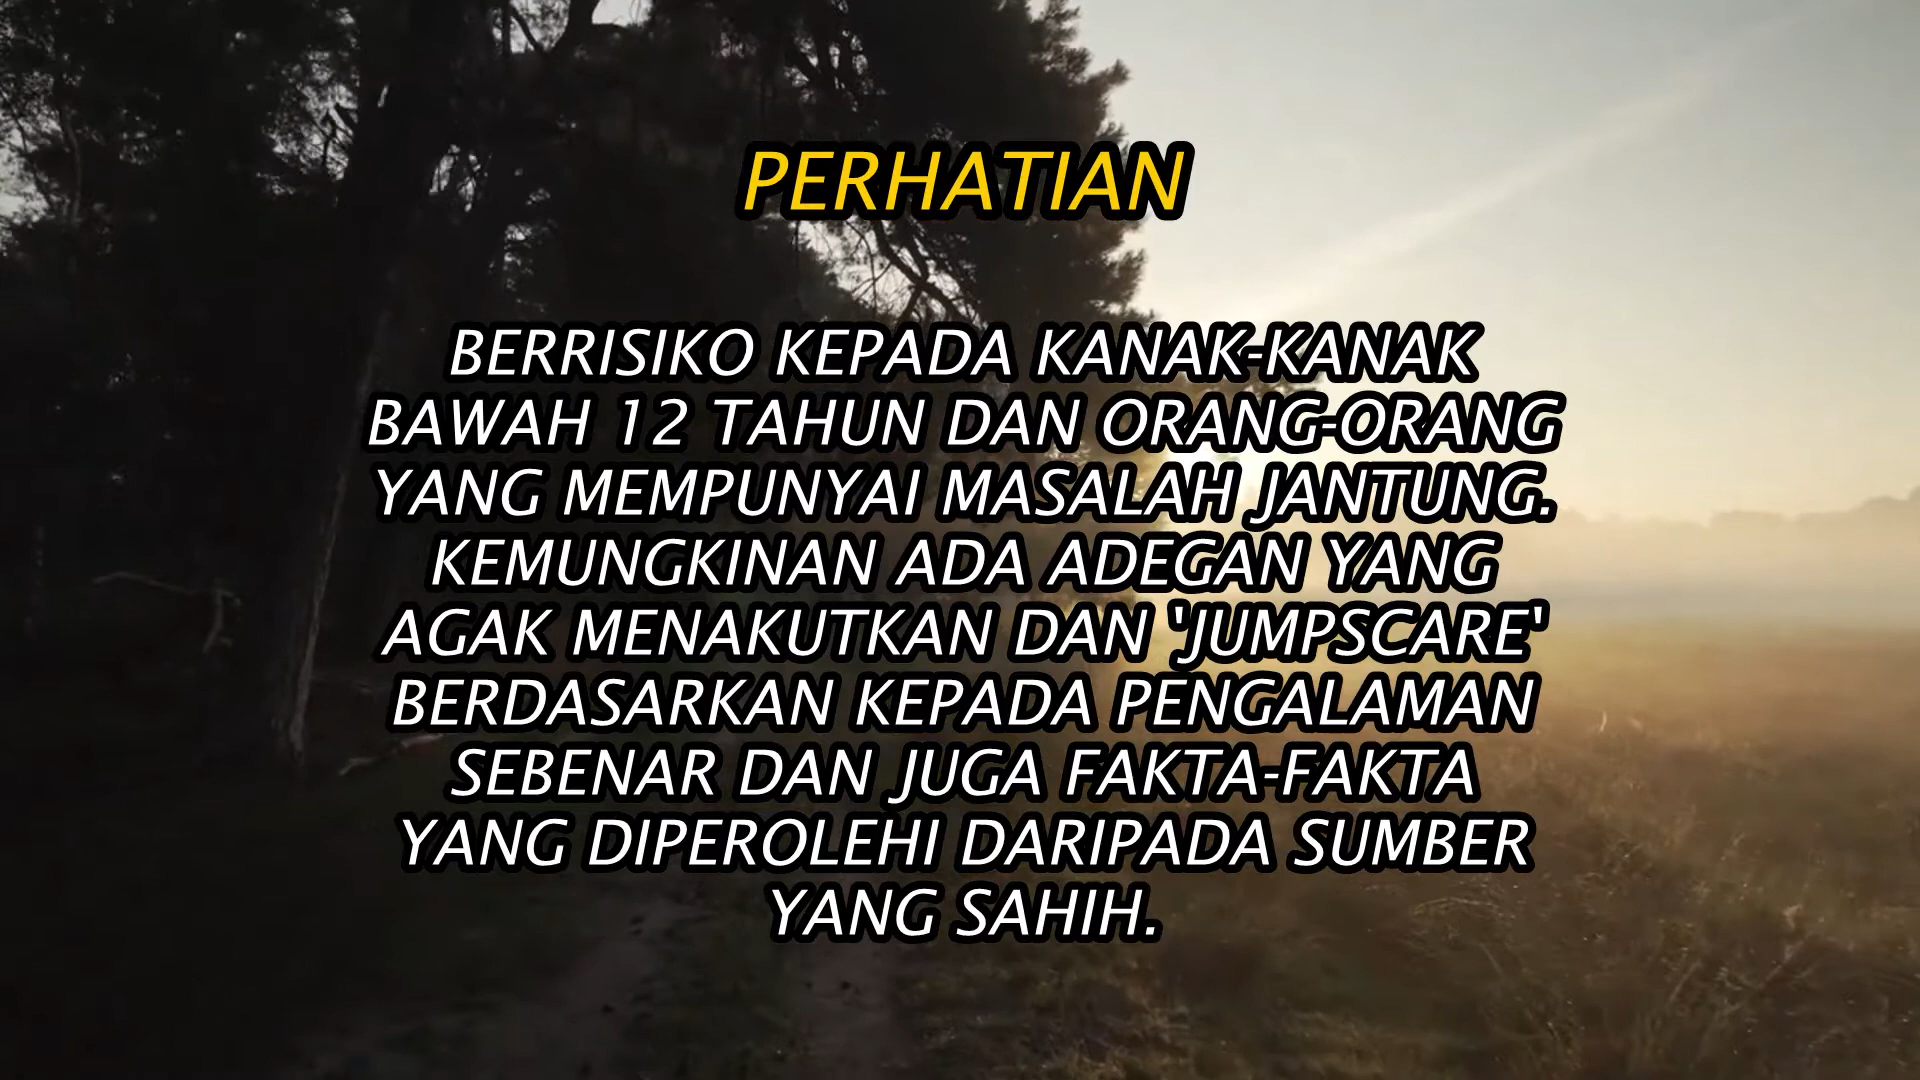 PERHATIAN
BERRISIKO KEPADA KANAK-KANAK
BAWAH 12 TAHUN DAN ORANG-ORANG
YANG MEMPUNYAI MASALAH JANTUNG.
KEMUNGKINAN ADA ADEGAN YANG
AGAK MENAKUTKAN DAN 'JUMPSCARE'
BERDASARKAN KEPADA PENGALAMAN
SEBENAR DAN JUGA FAKTA-FAKTA
YANG DIPEROLEHI DARIPADA SUMBER
YANG SAHIH.